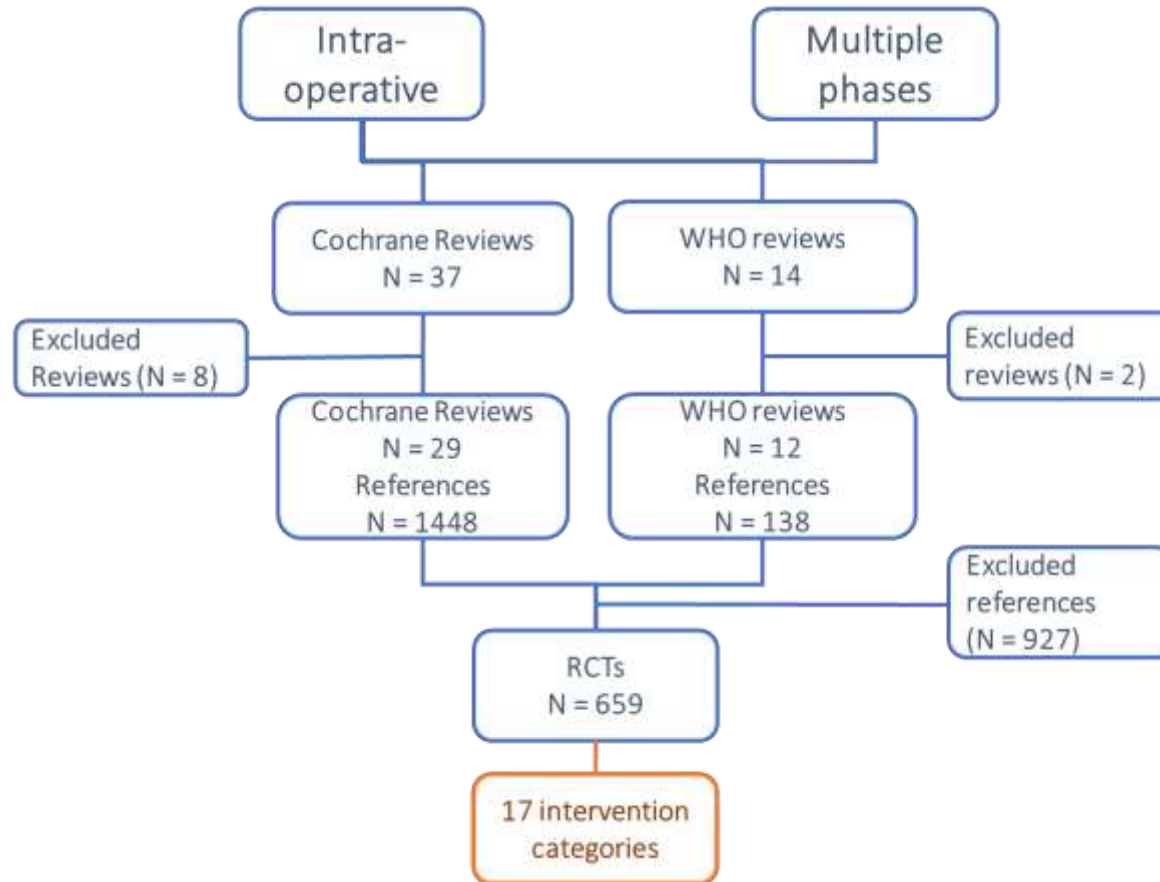 Intra-
operative
Multiple
phases
Cochrane Reviews
N = 37
WHO reviews
N = 14
Excluded
Reviews (N = 8)
Excluded
reviews (N = 2)
Cochrane Reviews
N = 29
References
N = 1448
WHO reviews
N = 12
References
N = 138
Excluded
references
(N = 927)
RCTs
N = 659
17 intervention
categories